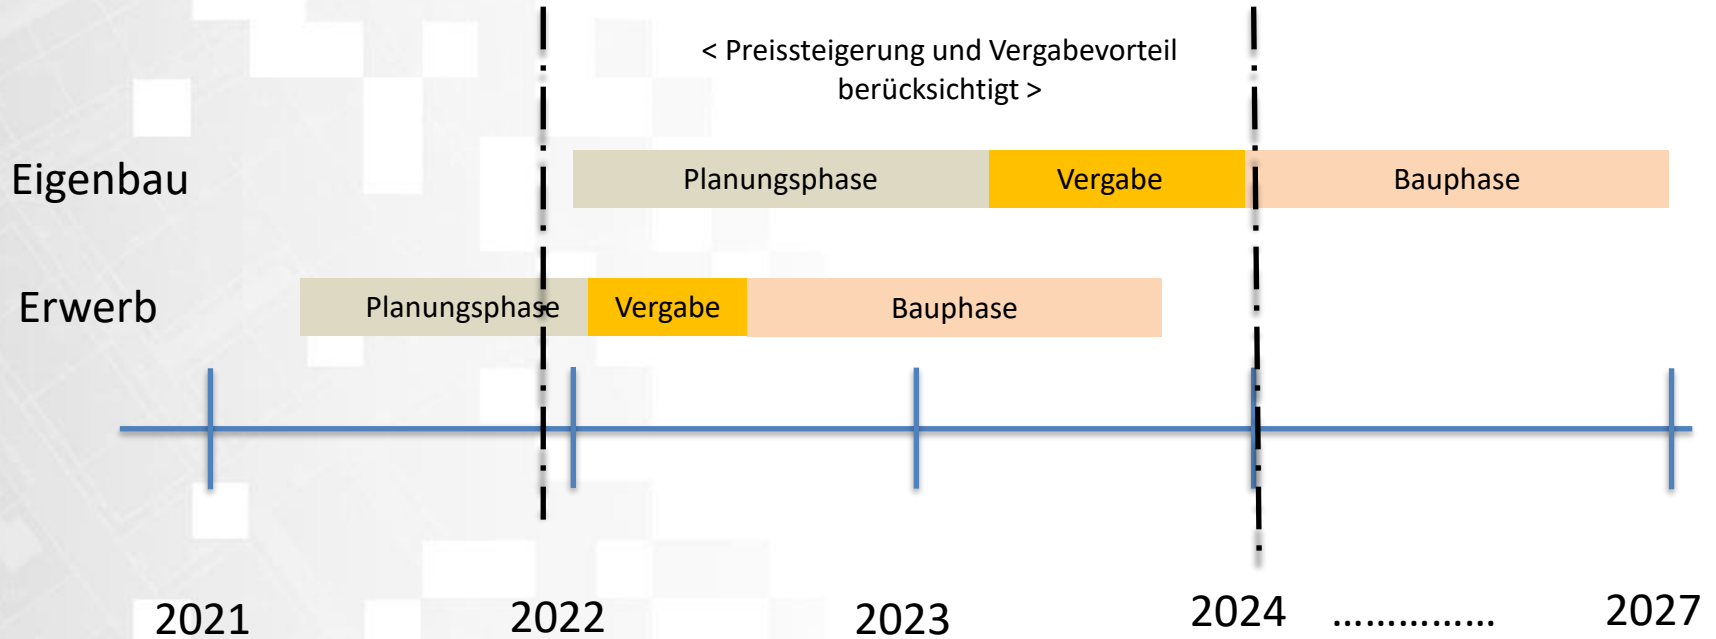 < Preissteigerung und Vergabevorteil
berücksichtigt >
Eigenbau
Planungsphase
Vergabe
Bauphase
Erwerb
Planungsphase
Vergabe
Bauphase
2021
2022
2023
2024
……………
2027